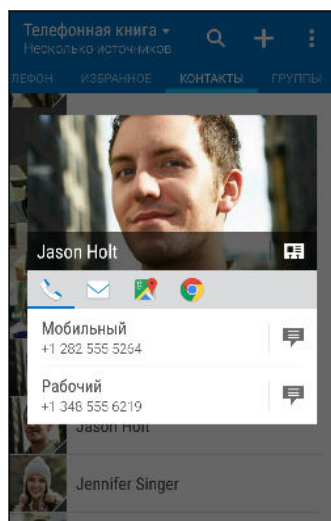 Телефонная книга
Несколько источников
ЛЕФОН ИЗБРАННОЕ КОНТАКТЫ ГРУППЫ
Jason Holt
Мобильный
+1 282 555 5264
Рабочий
+1 348 555 6219
Jason Holt
Jennifer Singer